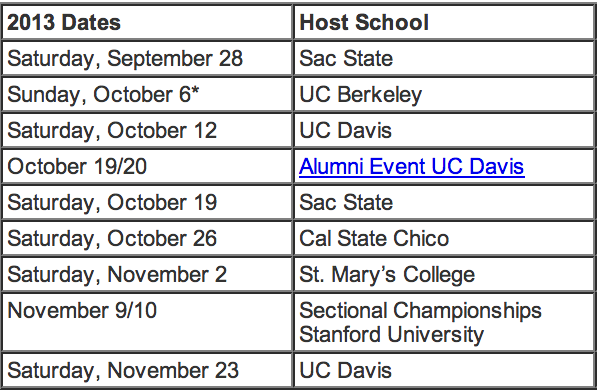 2013 Dates Host School
Saturday, September 28 Sac State
Sunday, October 6* UC Berkeley
Saturday, October 12 UC Davis
October 19/20 Alumni Event UC Davis
Saturday, October 19 Sac State
Saturday, October 26 Cal State Chico
Saturday, November 2 St. Mary’s College
November 9/10 Sectional Championships
Stanford University
Saturday, November 23 UC Davis